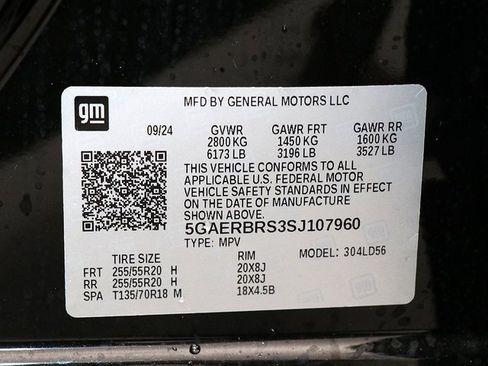 gm
MFD BY GENERAL MOTORS LLC
09/24 GVWR GAWR FRT GAWR RR
2800 KG 1450 KG 1600 KG
6173 LB 3196 LB 3527 LB
THIS VEHICLE CONFORMS TO ALL
APPLICABLE U.S. FEDERAL MOTOR
VEHICLE SAFETY STANDARDS IN EFFECT
ON THE DATE OF MANUFACTURE
SHOWN ABOVE.
5GAERBRS3SJ107960
TYPE: MPV MODEL: 304LD56
TIRE SIZE RIM
FRT 255/55R20 H 20X8J
RR 255/55R20 H 20X8J
SPA T135/70R18 M 18X4.5B